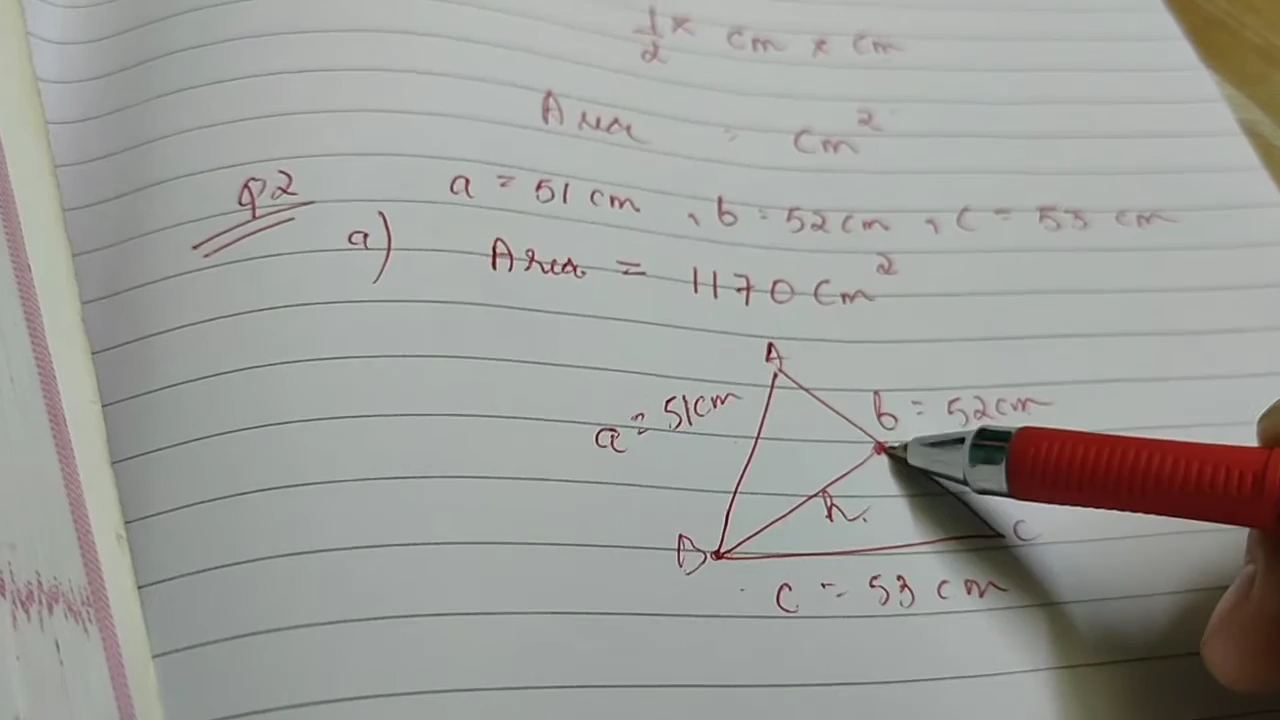 1/2 × cm × cm
Area = cm²
Q2 a = 51 cm , b = 52 cm , c = 53 cm
a) Area = 1170 cm²
A
a = 51cm b = 52cm
h.
B C
c = 53 cm